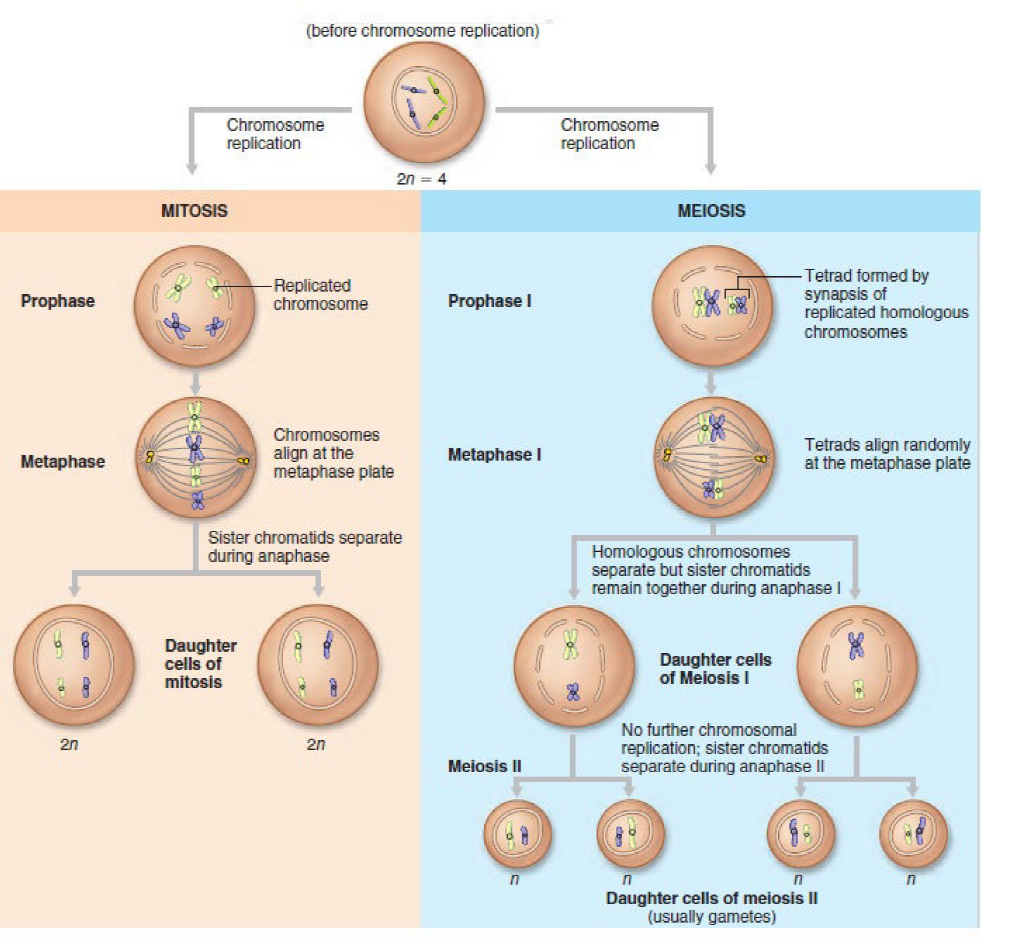 (before chromosome replication)
Chromosome
replication
Chromosome
replication
2n = 4
MITOSIS
MEIOSIS
Prophase
Replicated
chromosome
Prophase I
Tetrad formed by
synapsis of
replicated homologous
chromosomes
Metaphase
Chromosomes
align at the
metaphase plate
Metaphase I
Tetrads align randomly
at the metaphase plate
Sister chromatids separate
during anaphase
Homologous chromosomes
separate but sister chromatids
remain together during anaphase I
Daughter
cells of
mitosis
Daughter cells
of Meiosis I
2n
2n
No further chromosomal
replication; sister chromatids
separate during anaphase II
Meiosis II
n
n
n
n
Daughter cells of meiosis II
(usually gametes)